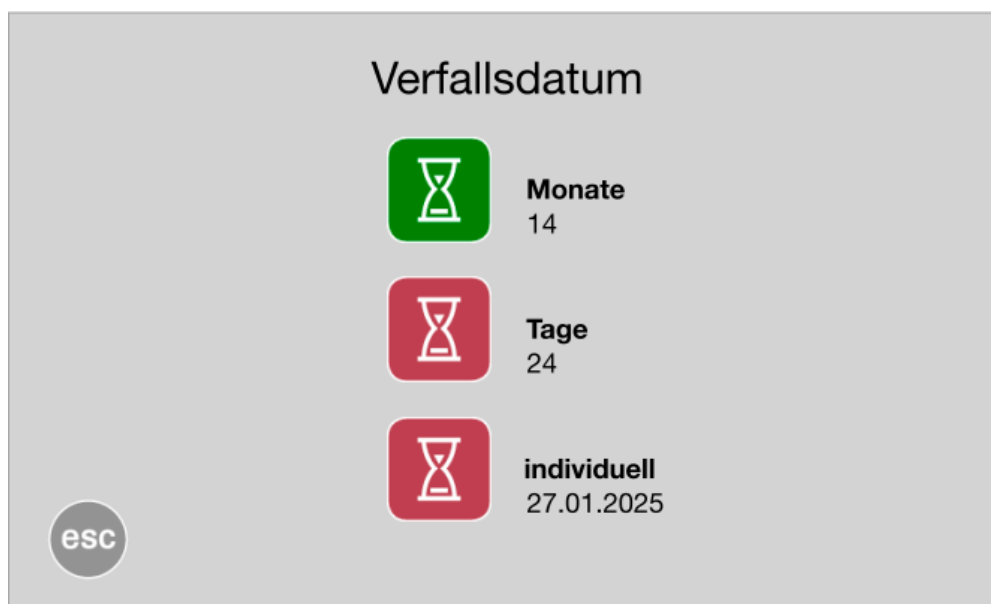 Verfallsdatum
Monate
14
Tage
24
individuell
27.01.2025
esc